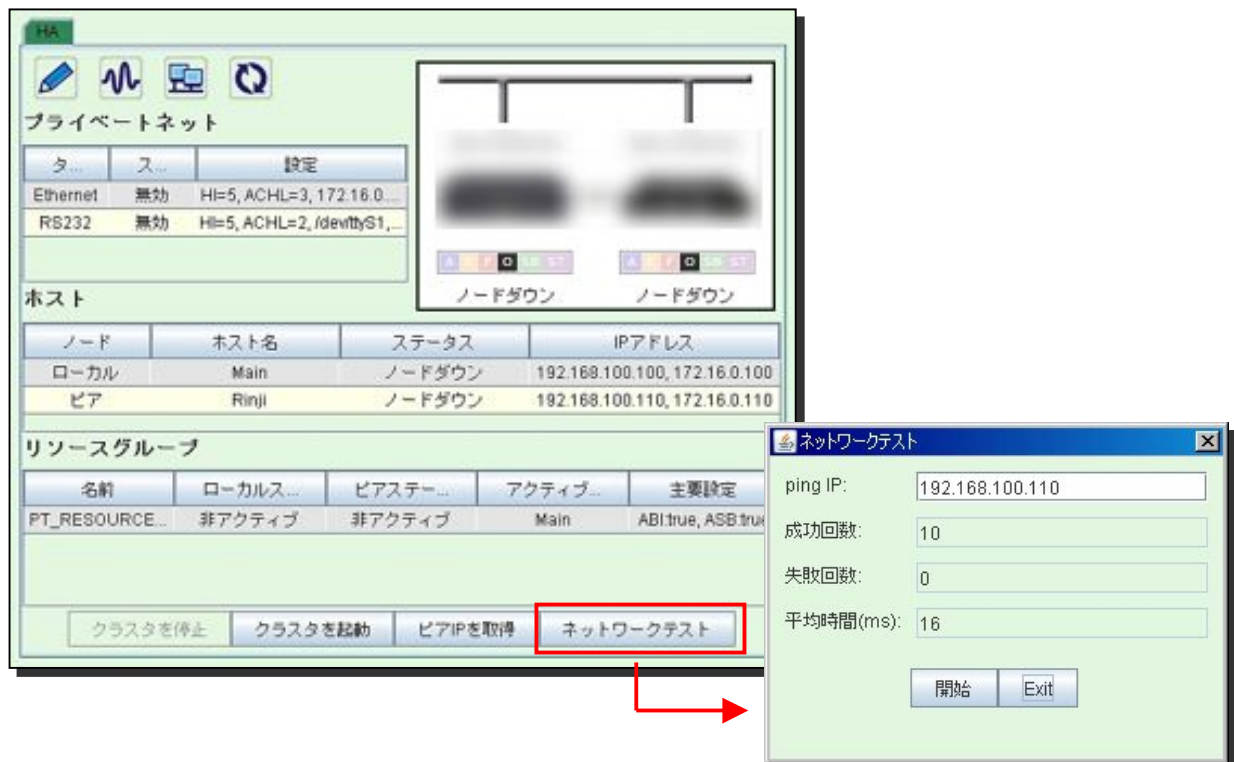 HA
プライベートネット
タ... ス... 設定
Ethernet 無効 HI=5, ACHL=3, 172.16.0....
RS232 無効 HI=5, ACHL=2, /dev/ttyS1,...
O O
ノードダウン ノードダウン
ホスト
ノード ホスト名 ステータス IPアドレス
ローカル Main ノードダウン 192.168.100.100, 172.16.0.100
ピア Rinji ノードダウン 192.168.100.110, 172.16.0.110
リソースグループ
名前 ローカルス... ピアステー... アクティブ... 主要設定
PT_RESOURCE... 非アクティブ 非アクティブ Main ABI:true, ASB:true
クラスタを停止 クラスタを起動 ピアIPを取得 ネットワークテスト
ネットワークテスト
ping IP: 192.168.100.110
成功回数: 10
失敗回数: 0
平均時間(ms): 16
開始 Exit